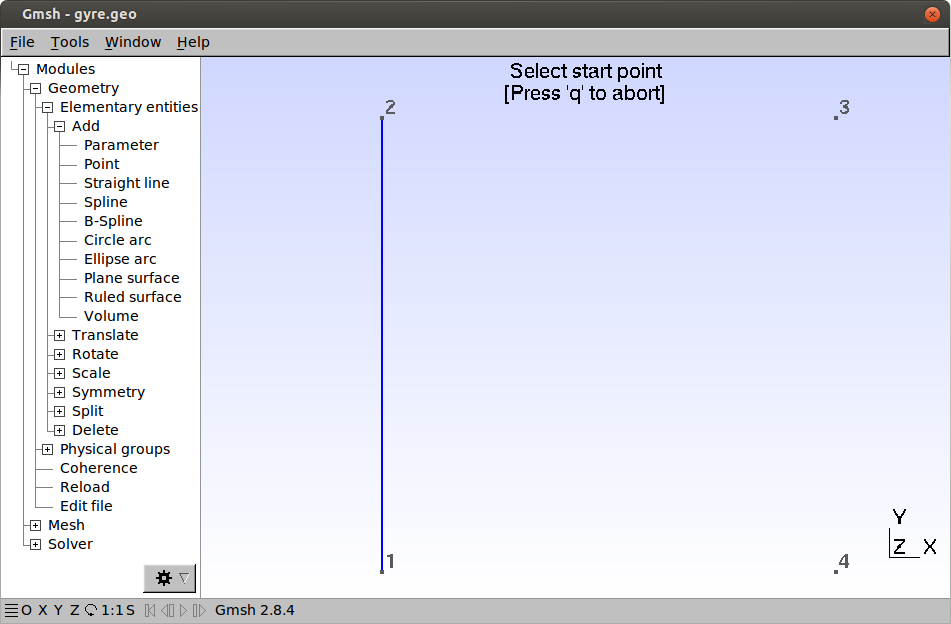 Gmsh - gyre.geo
File Tools Window Help
Modules
Geometry
Elementary entities
Add
Parameter
Point
Straight line
Spline
B-Spline
Circle arc
Ellipse arc
Plane surface
Ruled surface
Volume
Translate
Rotate
Scale
Symmetry
Split
Delete
Physical groups
Coherence
Reload
Edit file
Mesh
Solver
Select start point
[Press 'q' to abort]
2
3
1
4
Y
Z X
O X Y Z 1:1 S Gmsh 2.8.4